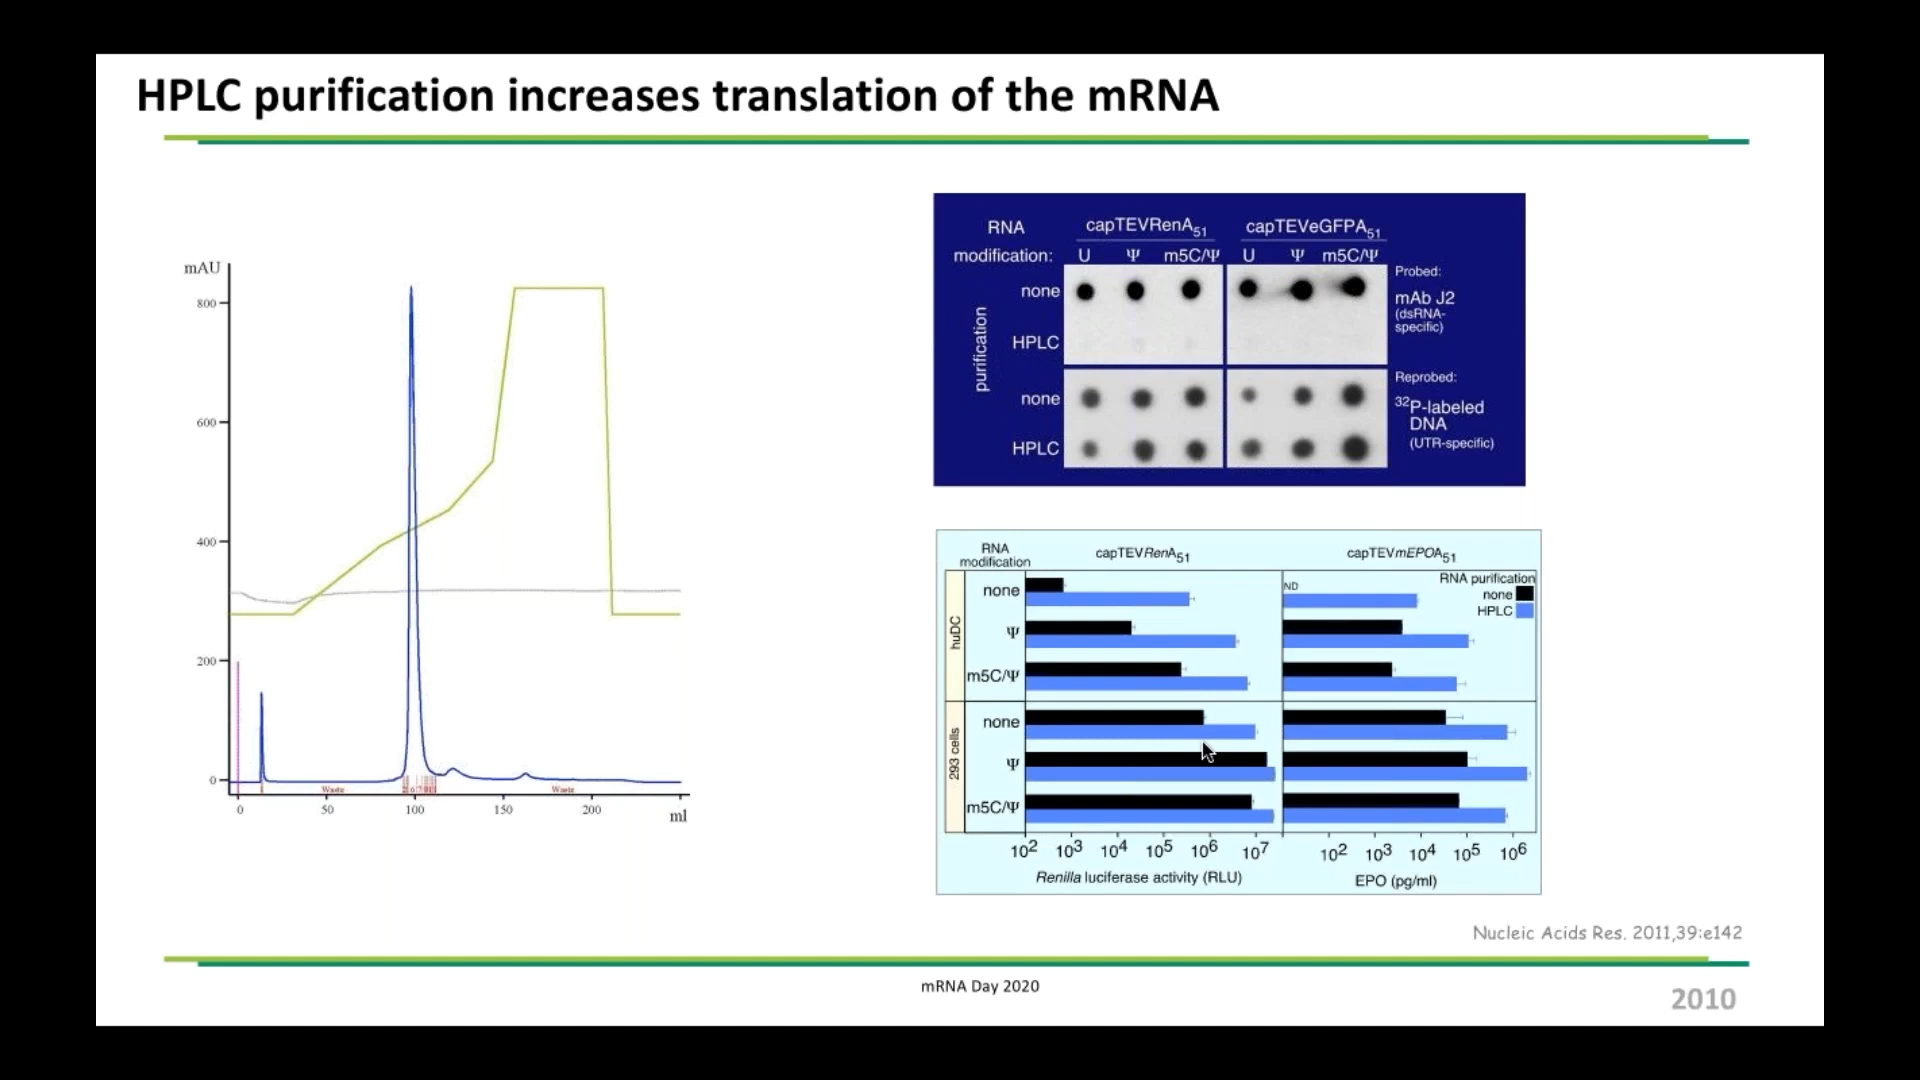 HPLC purification increases translation of the mRNA
mAU
800
600
400
200
0
Waste
Waste
0 50 100 150 200
ml
RNA capTEVRenA51 capTEVeGFPA51
modification: U Ψ m5C/Ψ U Ψ m5C/Ψ
purification
none
HPLC
none
HPLC
Probed:
mAb J2
(dsRNA-
specific)
Reprobed:
32P-labeled
DNA
(UTR-specific)
RNA
modification
capTEVRenA51 capTEVmEPOA51
RNA purification
none
HPLC
huDC
none ND
Ψ
m5C/Ψ
293 cells
none
Ψ
m5C/Ψ
102 103 104 105 106 107 102 103 104 105 106
Renilla luciferase activity (RLU) EPO (pg/ml)
Nucleic Acids Res. 2011,39:e142
mRNA Day 2020
2010